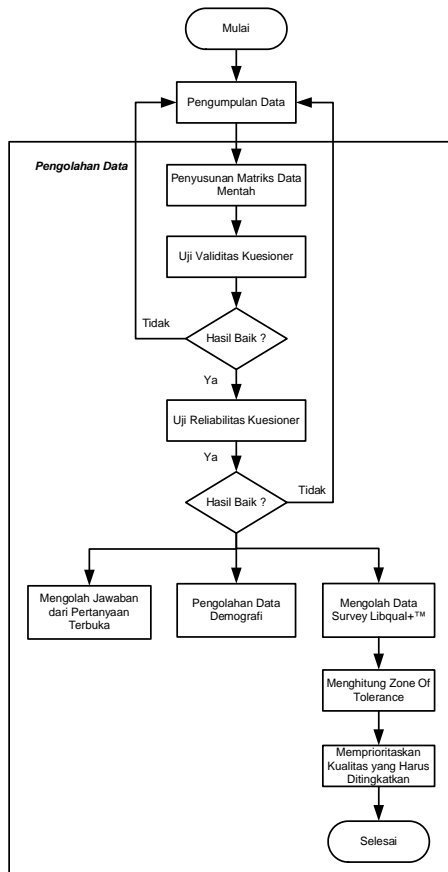 Mulai
Pengumpulan Data
Pengolahan Data
Penyusunan Matriks Data
Mentah
Uji Validitas Kuesioner
Tidak
Hasil Baik ?
Ya
Uji Reliabilitas Kuesioner
Ya
Hasil Baik ?
Tidak
Mengolah Jawaban
dari Pertanyaan
Terbuka
Pengolahan Data
Demografi
Mengolah Data
Survey Libqual+™
Menghitung Zone Of
Tolerance
Memprioritaskan
Kualitas yang Harus
Ditingkatkan
Selesai